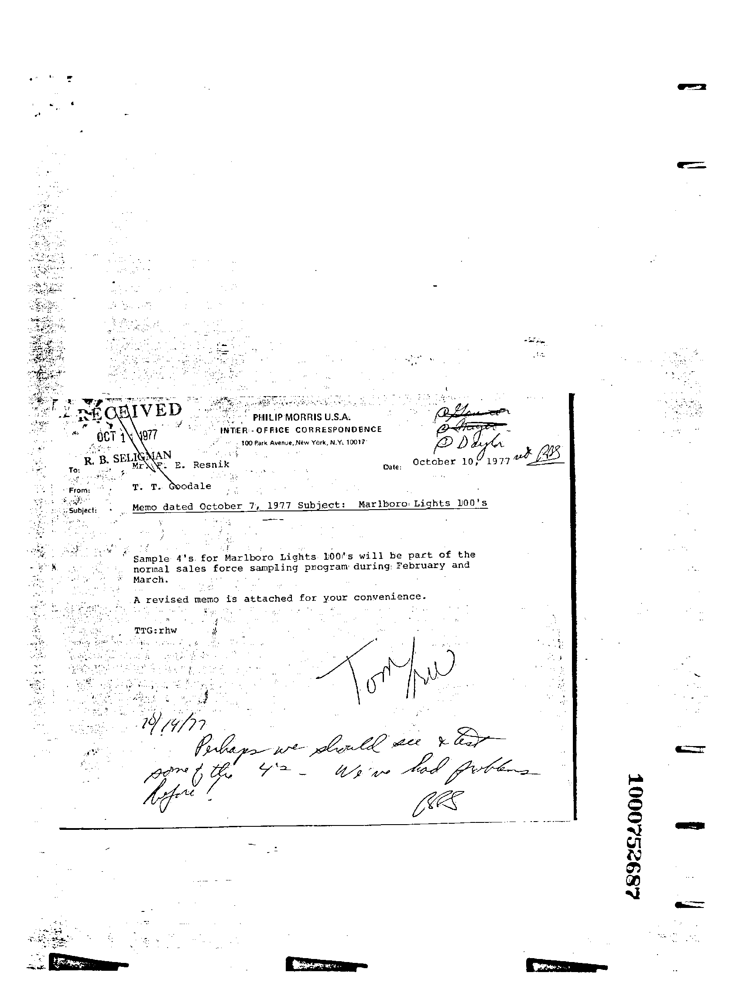 RECEIVED
OCT 1 1977
R. B. SELIGMAN
PHILIP MORRIS U.S.A.
INTER - OFFICE CORRESPONDENCE
100 Park Avenue, New York, N.Y. 10017
To: Mr. F. E. Resnik
Date: October 10, 1977
From: T. T. Goodale
Subject: Memo dated October 7, 1977 Subject: Marlboro Lights 100's
Sample 4's for Marlboro Lights 100's will be part of the
normal sales force sampling program during February and
March.
A revised memo is attached for your convenience.
TTG:rhw
Tom/rw
10/14/77
Perhaps we should see & test
some of the 4's - We've had problems
before!
RBS
1000752687